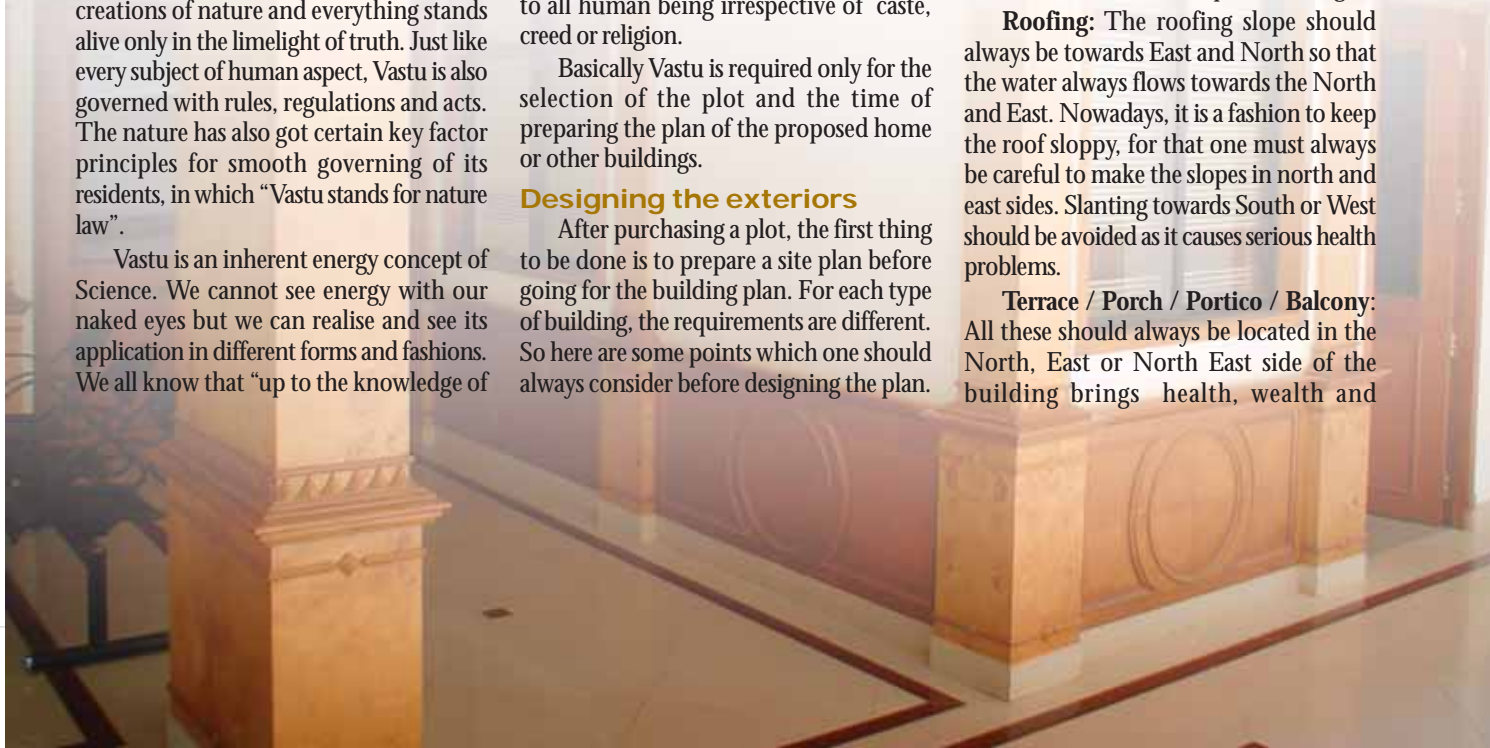 creations of nature and everything stands
alive only in the limelight of truth. Just like
every subject of human aspect, Vastu is also
governed with rules, regulations and acts.
The nature has also got certain key factor
principles for smooth governing of its
residents, in which “Vastu stands for nature
law”.
Vastu is an inherent energy concept of
Science. We cannot see energy with our
naked eyes but we can realise and see its
application in different forms and fashions.
We all know that “up to the knowledge of
to all human being irrespective of caste,
creed or religion.
Basically Vastu is required only for the
selection of the plot and the time of
preparing the plan of the proposed home
or other buildings.
Designing the exteriors
After purchasing a plot, the first thing
to be done is to prepare a site plan before
going for the building plan. For each type
of building, the requirements are different.
So here are some points which one should
always consider before designing the plan.
Roofing: The roofing slope should
always be towards East and North so that
the water always flows towards the North
and East. Nowadays, it is a fashion to keep
the roof sloppy, for that one must always
be careful to make the slopes in north and
east sides. Slanting towards South or West
should be avoided as it causes serious health
problems.
Terrace / Porch / Portico / Balcony:
All these should always be located in the
North, East or North East side of the
building brings health, wealth and